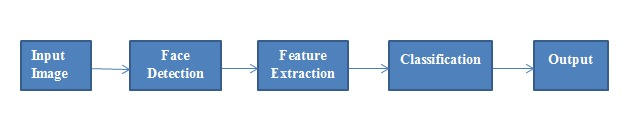 Input
Image
Face
Detection
Feature
Extraction
Classification
Output